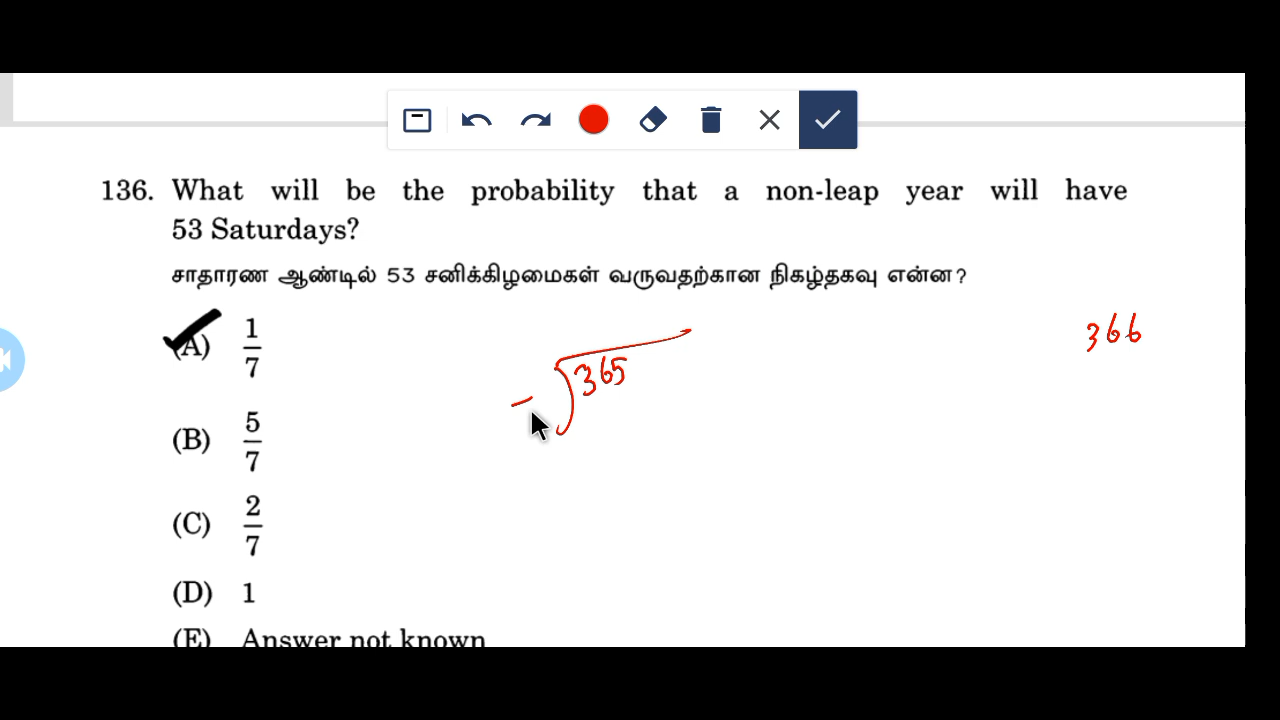 136. What will be the probability that a non-leap year will have
53 Saturdays?
சாதாரண ஆண்டில் 53 சனிக்கிழமைகள் வருவதற்கான நிகழ்தகவு என்ன?
(A) 1/7
366
365
(B) 5/7
(C) 2/7
(D) 1
(E) Answer not known